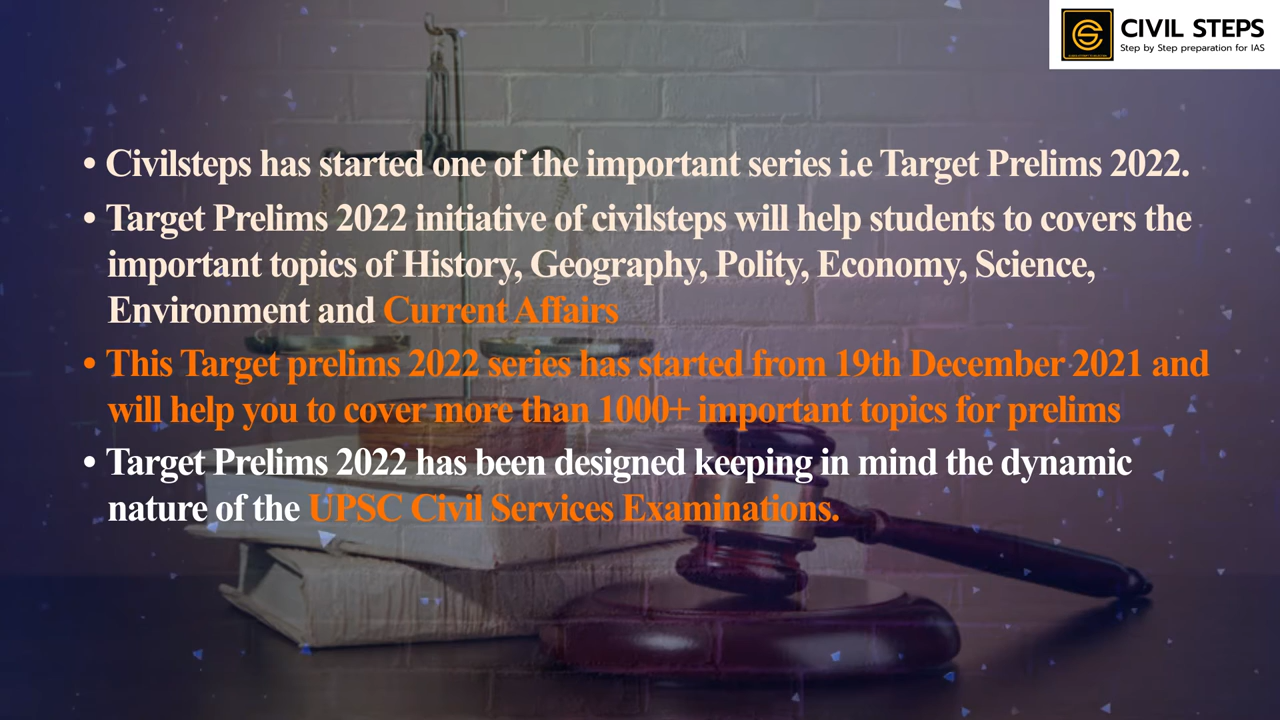 CIVIL STEPS
Step by Step preparation for IAS
• Civilsteps has started one of the important series i.e Target Prelims 2022.
• Target Prelims 2022 initiative of civilsteps will help students to covers the
important topics of History, Geography, Polity, Economy, Science,
Environment and Current Affairs
• This Target prelims 2022 series has started from 19th December 2021 and
will help you to cover more than 1000+ important topics for prelims
• Target Prelims 2022 has been designed keeping in mind the dynamic
nature of the UPSC Civil Services Examinations.